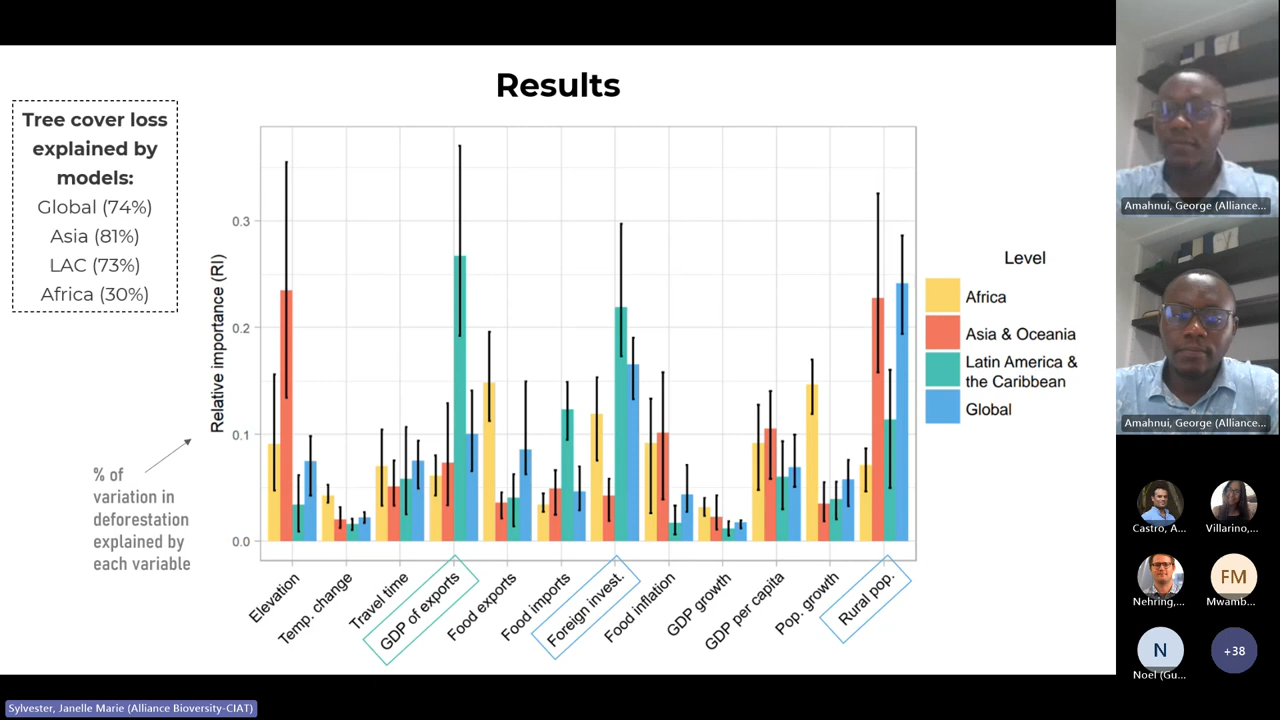 Results
Tree cover loss
explained by
models:
Global (74%)
Asia (81%)
LAC (73%)
Africa (30%)
% of
variation in
deforestation
explained by
each variable
Relative importance (RI)
0.3
0.2
0.1
0.0
Elevation
Temp. change
Travel time
GDP of exports
Food exports
Food imports
Foreign invest.
Food inflation
GDP growth
GDP per capita
Pop. growth
Rural pop.
Level
Africa
Asia & Oceania
Latin America &
the Caribbean
Global
Amahnui, George (Alliance...
Amahnui, George (Alliance...
Castro, A...
Villarino,...
Nehring,...
FM
Mwamb...
N
Noel (Gu...
+38
Sylvester, Janelle Marie (Alliance Bioversity-CIAT)